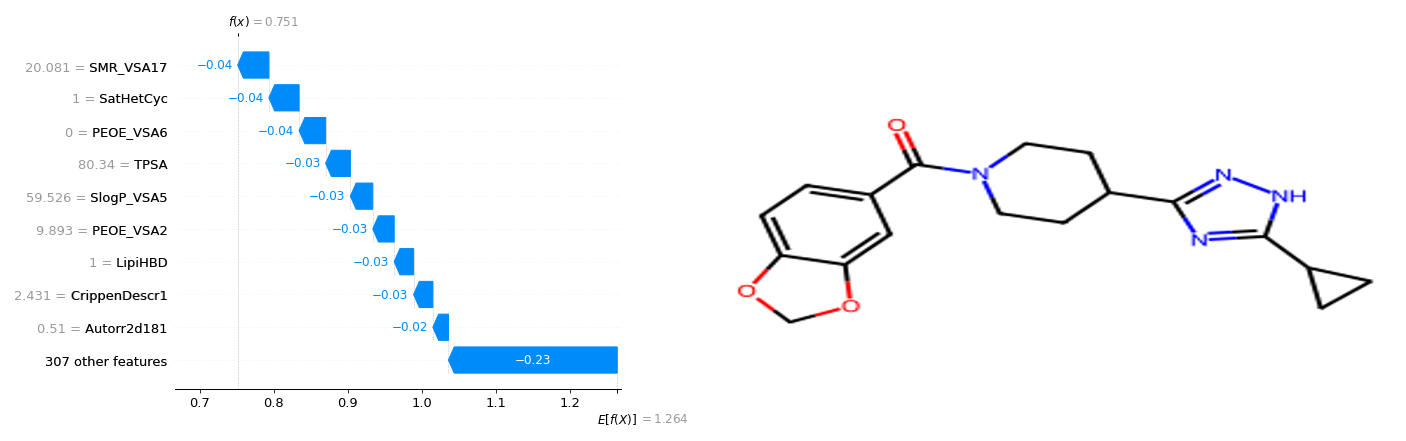 f(x) = 0.751
20.081 = SMR_VSA17
−0.04
1 = SatHetCyc
−0.04
0 = PEOE_VSA6
−0.04
80.34 = TPSA
−0.03
59.526 = SlogP_VSA5
−0.03
9.893 = PEOE_VSA2
−0.03
1 = LipiHBD
−0.03
2.431 = CrippenDescr1
−0.03
0.51 = Autorr2d181
−0.02
307 other features
−0.23
0.7 0.8 0.9 1.0 1.1 1.2
E[f(X)] = 1.264
O
N
N
NH
N
O
O